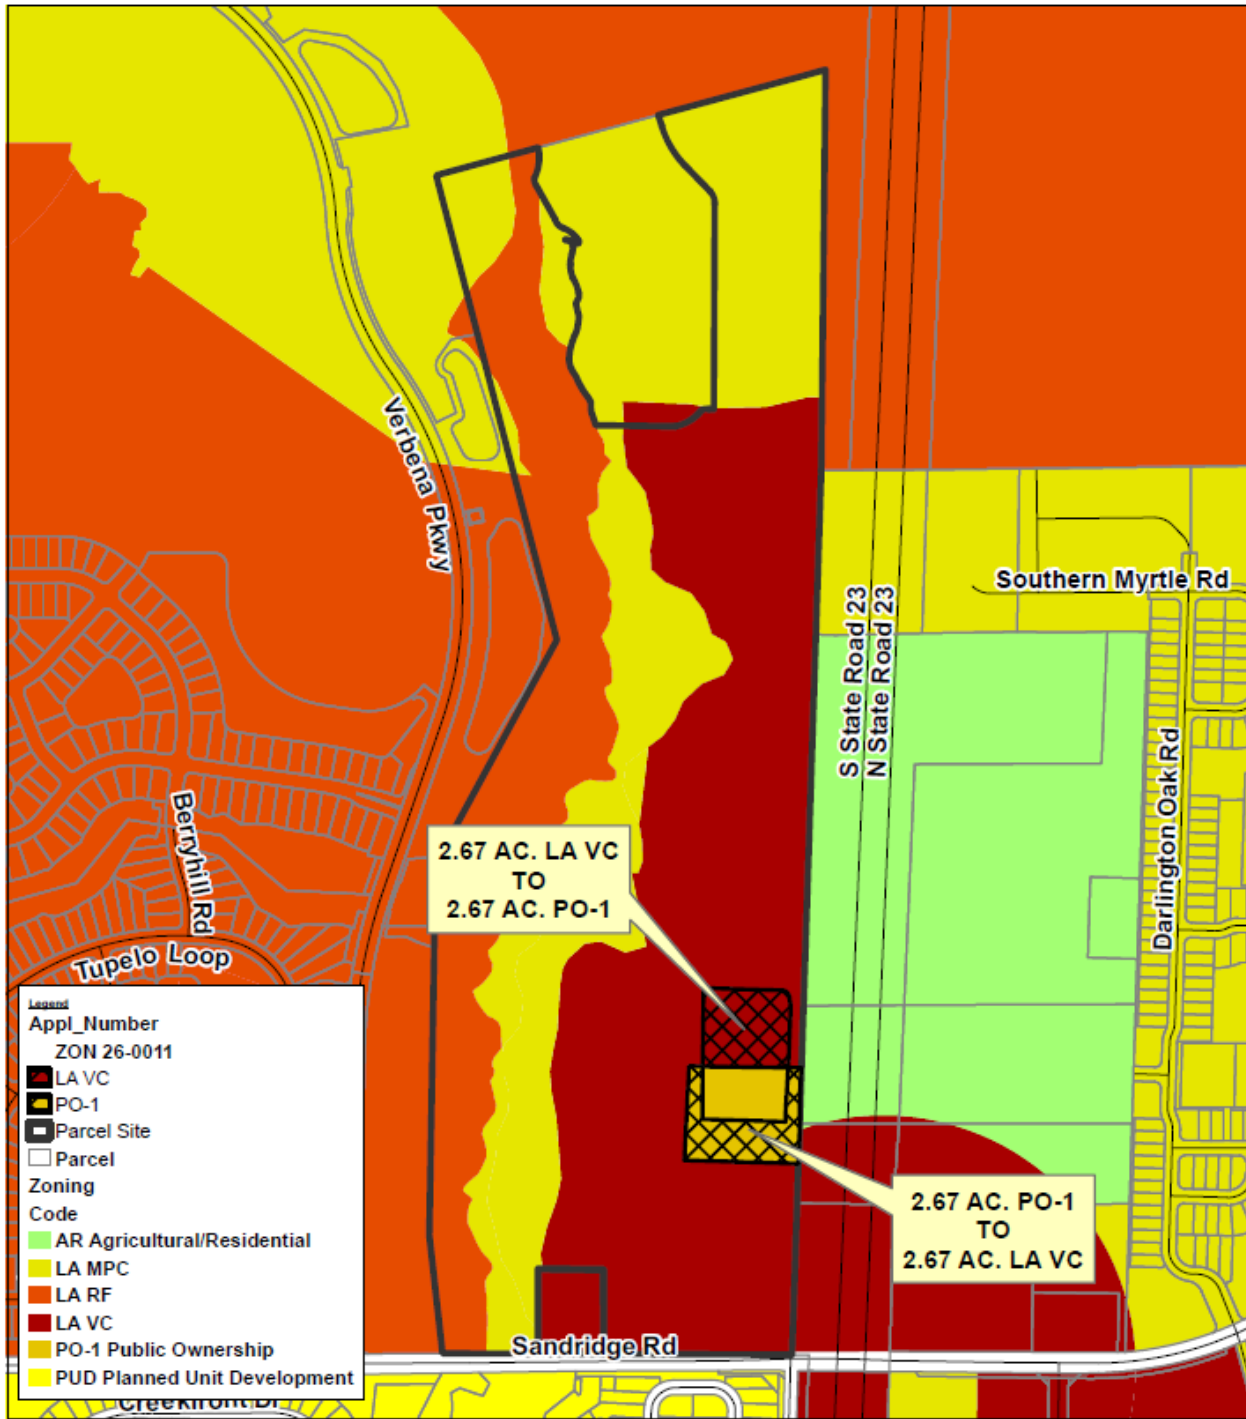 Verbena Pkwy
Southern Myrtle Rd
S State Road 23
N State Road 23
Darlington Oak Rd
Berryhill Rd
2.67 AC. LA VC
TO
2.67 AC. PO-1
Tupelo Loop
Legend
Appl_Number
ZON 26-0011
LA VC
PO-1
Parcel Site
Parcel
Zoning
Code
AR Agricultural/Residential
LA MPC
LA RF
LA VC
PO-1 Public Ownership
PUD Planned Unit Development
2.67 AC. PO-1
TO
2.67 AC. LA VC
Sandridge Rd
Creekfront Dr